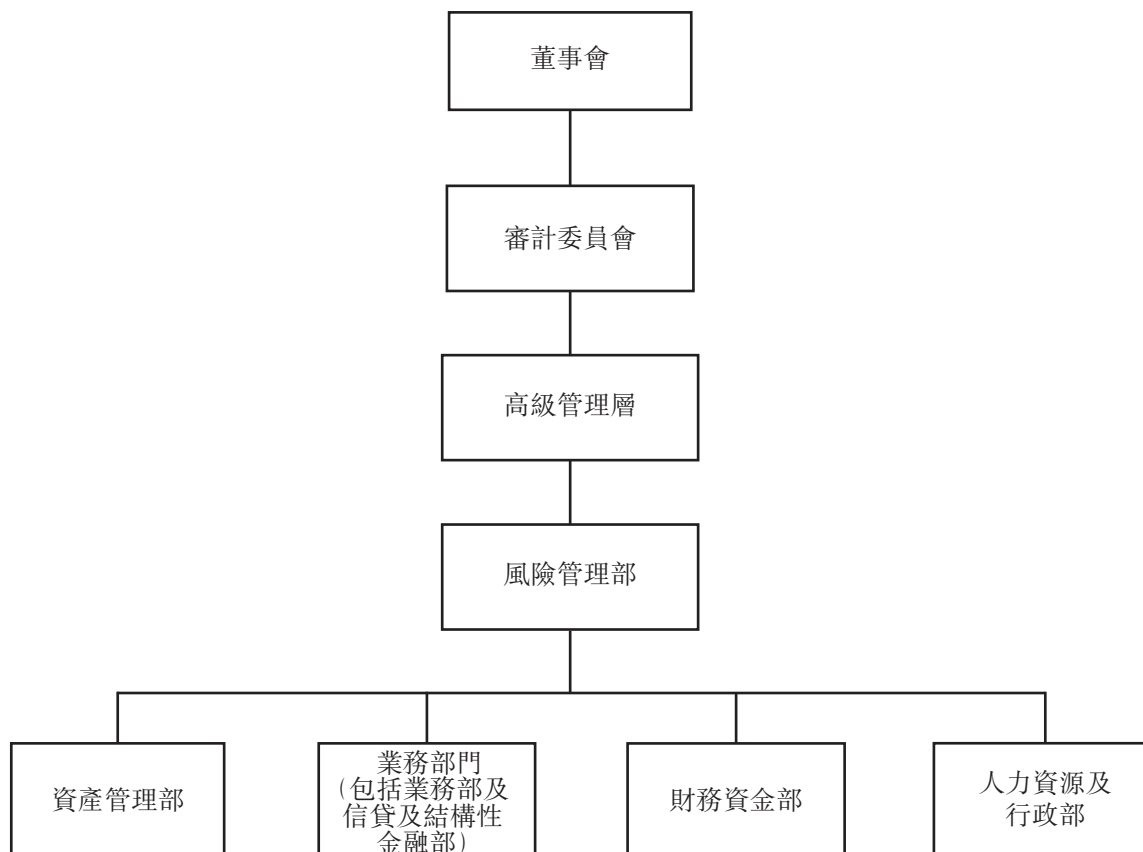 董事會
審計委員會
高級管理層
風險管理部
資產管理部
業務部門
(包括業務部及
信貸及結構性
金融部)
財務資金部
人力資源及
行政部